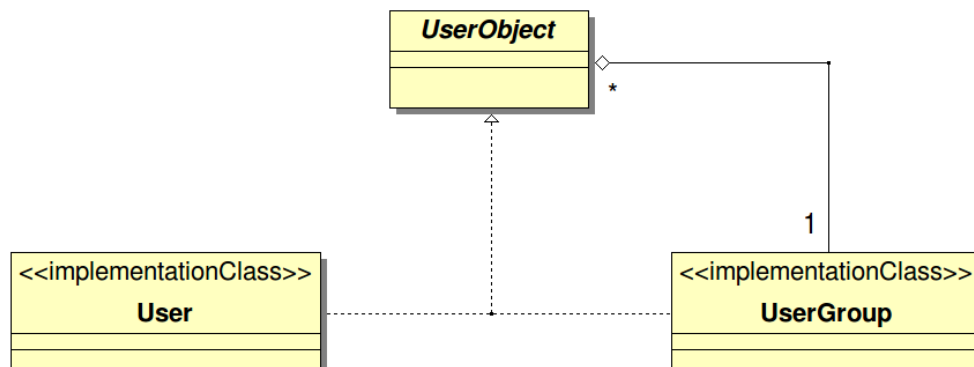 UserObject
*
1
<<implementationClass>>
User
<<implementationClass>>
UserGroup